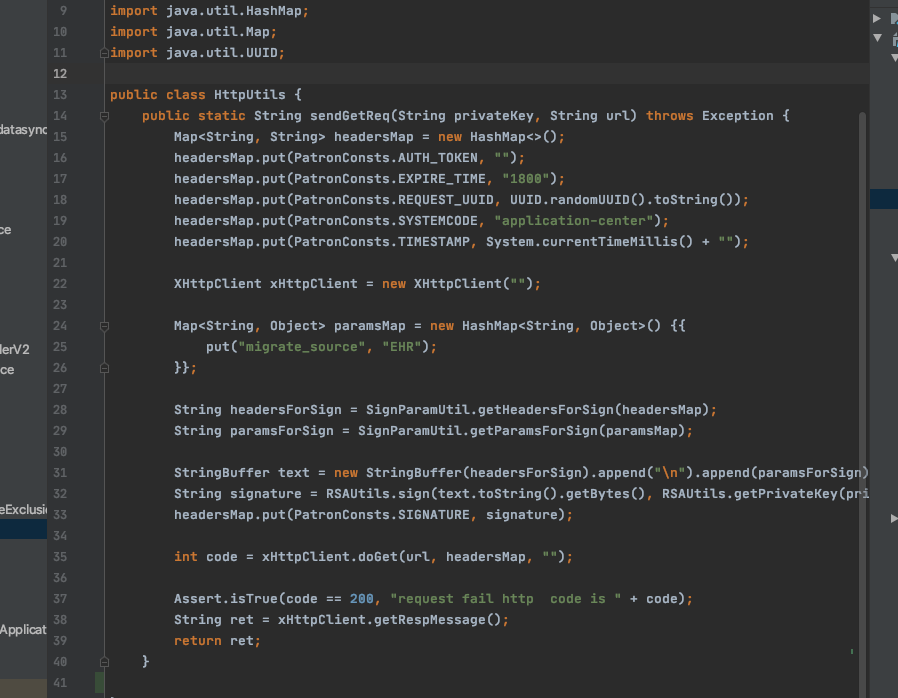 9 import java.util.HashMap;
10 import java.util.Map;
11 import java.util.UUID;
12
13 public class HttpUtils {
14 public static String sendGetReq(String privateKey, String url) throws Exception {
15 Map<String, String> headersMap = new HashMap<>();
16 headersMap.put(PatronConsts.AUTH_TOKEN, "");
17 headersMap.put(PatronConsts.EXPIRE_TIME, "1800");
18 headersMap.put(PatronConsts.REQUEST_UUID, UUID.randomUUID().toString());
19 headersMap.put(PatronConsts.SYSTEMCODE, "application-center");
20 headersMap.put(PatronConsts.TIMESTAMP, System.currentTimeMillis() + "");
21
22 XHttpClient xHttpClient = new XHttpClient("");
23
24 Map<String, Object> paramsMap = new HashMap<String, Object>() {{
25 put("migrate_source", "EHR");
26 }};
27
28 String headersForSign = SignParamUtil.getHeadersForSign(headersMap);
29 String paramsForSign = SignParamUtil.getParamsForSign(paramsMap);
30
31 StringBuffer text = new StringBuffer(headersForSign).append("\n").append(paramsForSign)
32 String signature = RSAUtils.sign(text.toString().getBytes(), RSAUtils.getPrivateKey(pri
33 headersMap.put(PatronConsts.SIGNATURE, signature);
34
35 int code = xHttpClient.doGet(url, headersMap, "");
36
37 Assert.isTrue(code == 200, "request fail http  code is " + code);
38 String ret = xHttpClient.getRespMessage();
39 return ret;
40 }
41
datasync
ce
lerV2
ce
eExclusi
Applicat